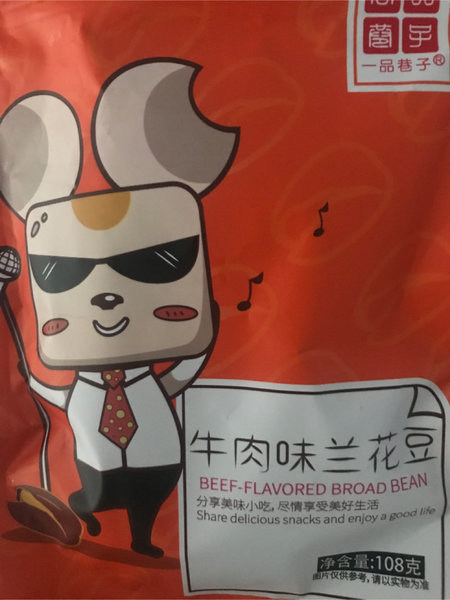 一品巷子®
牛肉味兰花豆
BEEF-FLAVORED BROAD BEAN
分享美味小吃,尽情享受美好生活
Share delicious snacks and enjoy a good life
净含量:108克
图片仅供参考,请以实物为准